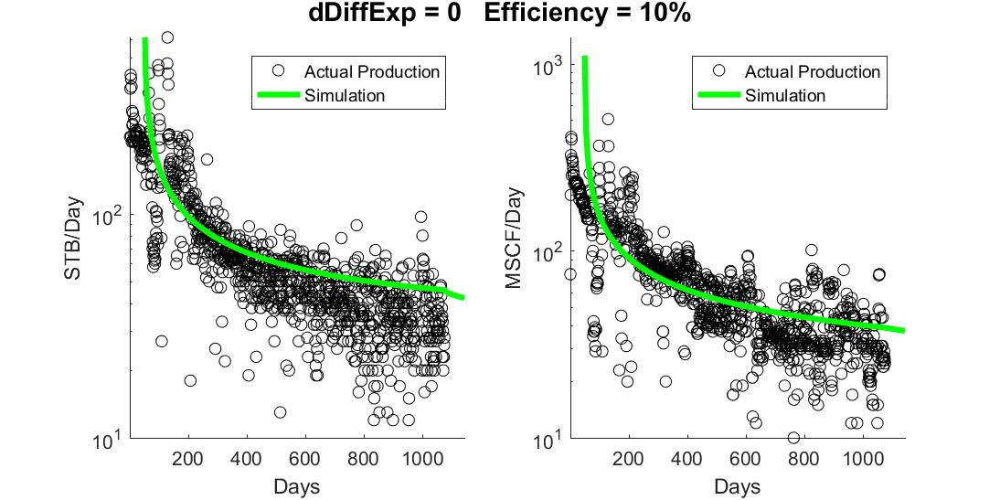 dDiffExp = 0 Efficiency = 10%
Actual Production
Simulation
STB/Day
10²
10¹
200 400 600 800 1000
Days
Actual Production
Simulation
MSCF/Day
10³
10²
10¹
200 400 600 800 1000
Days